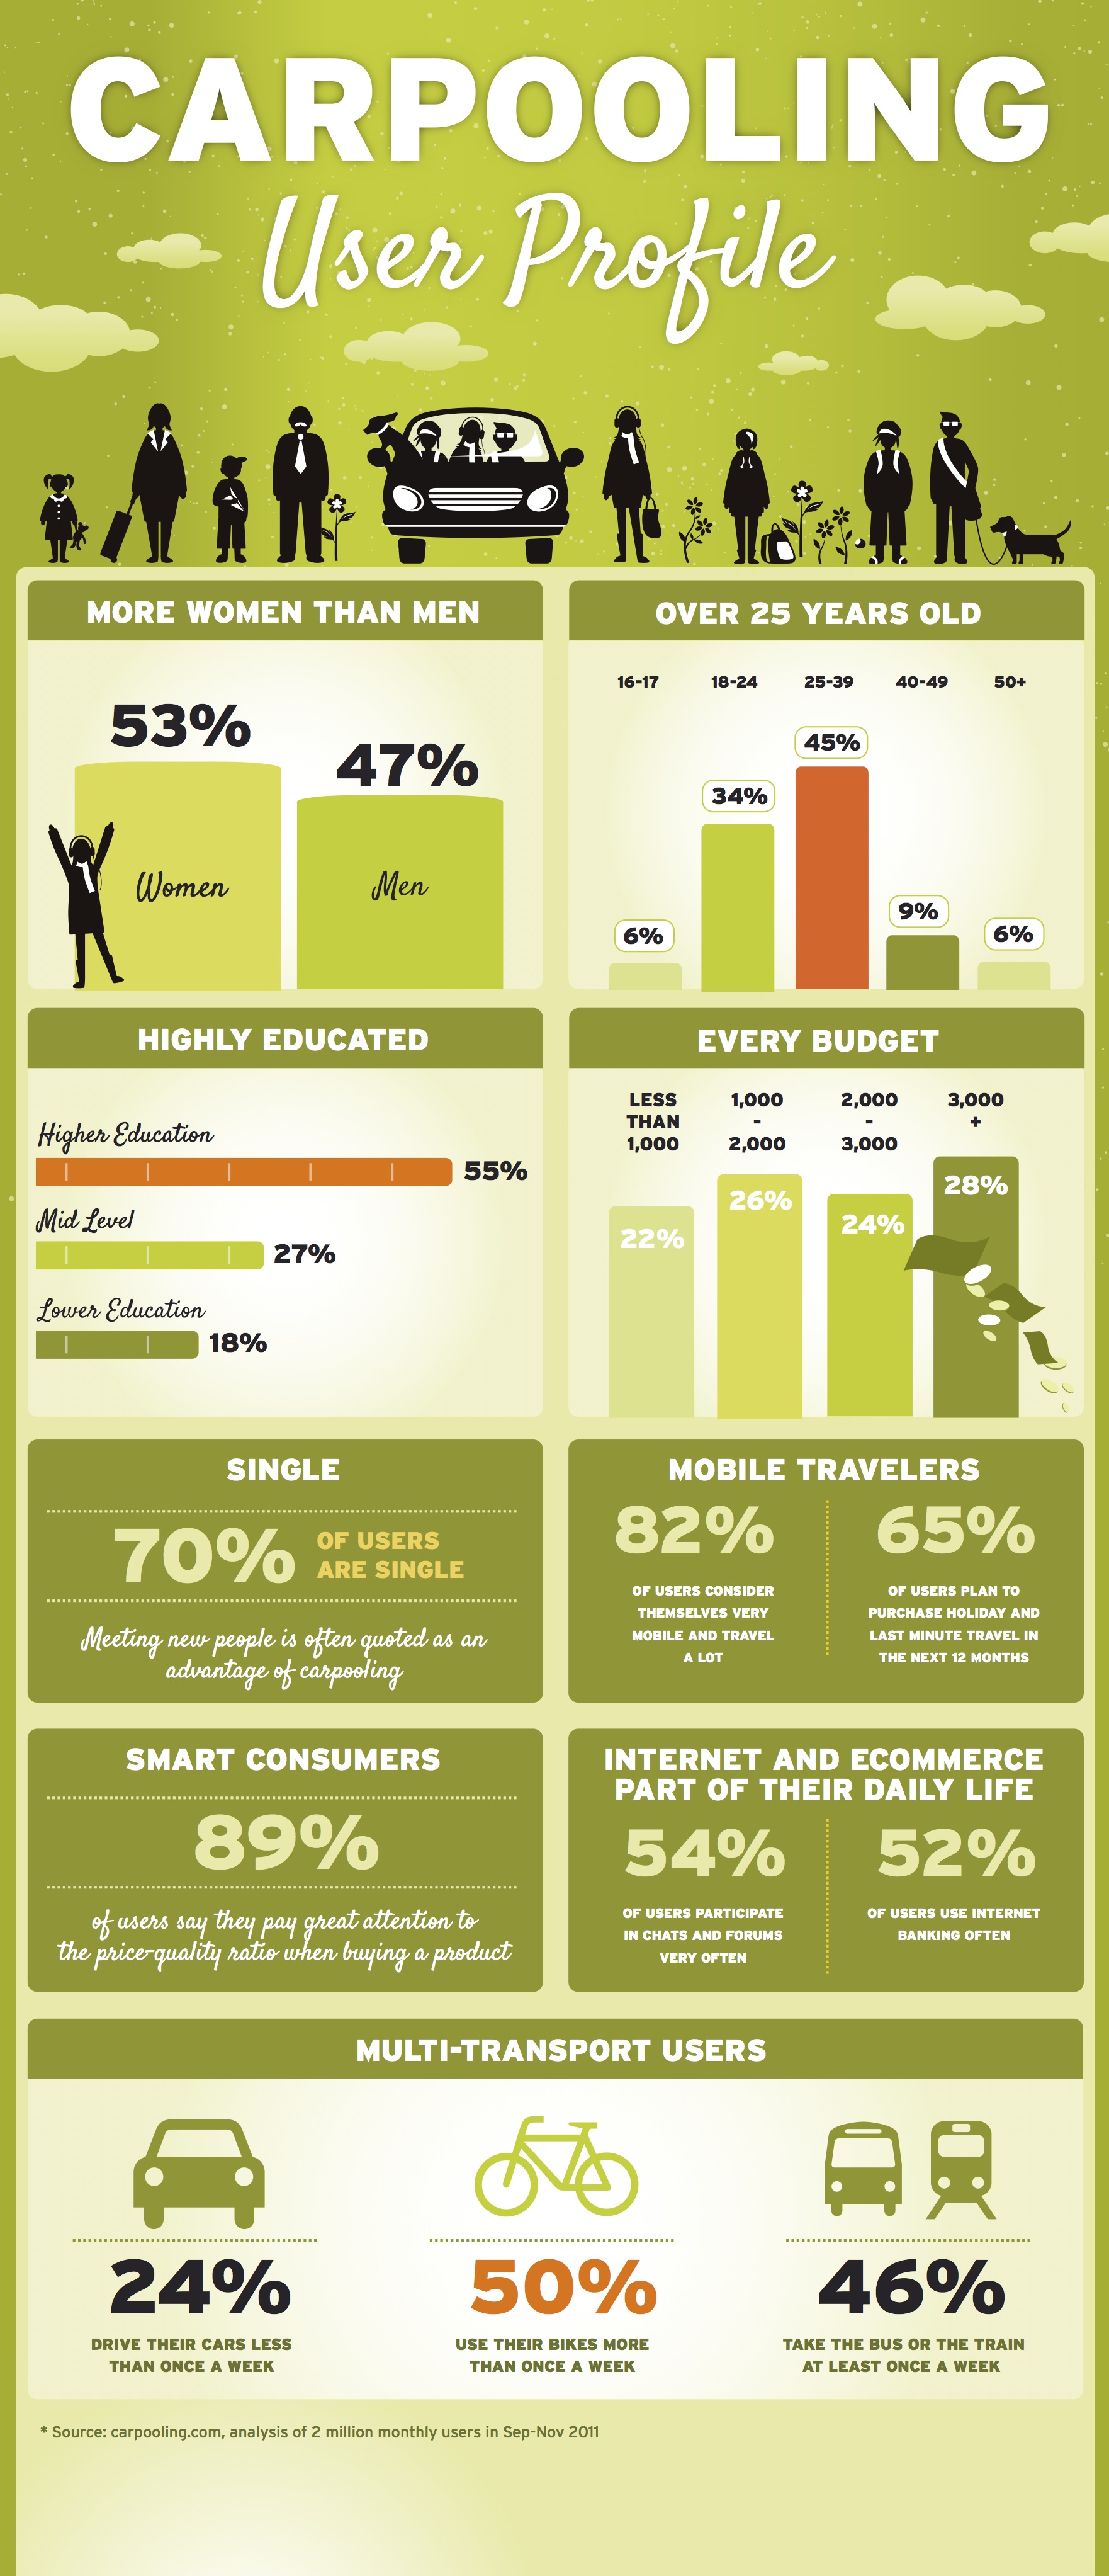 CARPOOLING
User Profile
MORE WOMEN THAN MEN
53%
47%
Women
Men
OVER 25 YEARS OLD
16-17 18-24 25-39 40-49 50+
45%
34%
9%
6% 6%
HIGHLY EDUCATED
Higher Education
55%
Mid Level
27%
Lower Education
18%
EVERY BUDGET
LESS THAN 1,000
1,000 - 2,000
2,000 - 3,000
3,000 +
22% 26% 24% 28%
SINGLE
70%
OF USERS
ARE SINGLE
Meeting new people is often quoted as an
advantage of carpooling
MOBILE TRAVELERS
82%
OF USERS CONSIDER
THEMSELVES VERY
MOBILE AND TRAVEL
A LOT
65%
OF USERS PLAN TO
PURCHASE HOLIDAY AND
LAST MINUTE TRAVEL IN
THE NEXT 12 MONTHS
SMART CONSUMERS
89%
of users say they pay great attention to
the price-quality ratio when buying a product
INTERNET AND ECOMMERCE
PART OF THEIR DAILY LIFE
54%
OF USERS PARTICIPATE
IN CHATS AND FORUMS
VERY OFTEN
52%
OF USERS USE INTERNET
BANKING OFTEN
MULTI-TRANSPORT USERS
24%
DRIVE THEIR CARS LESS
THAN ONCE A WEEK
50%
USE THEIR BIKES MORE
THAN ONCE A WEEK
46%
TAKE THE BUS OR THE TRAIN
AT LEAST ONCE A WEEK
* Source: carpooling.com, analysis of 2 million monthly users in Sep-Nov 2011